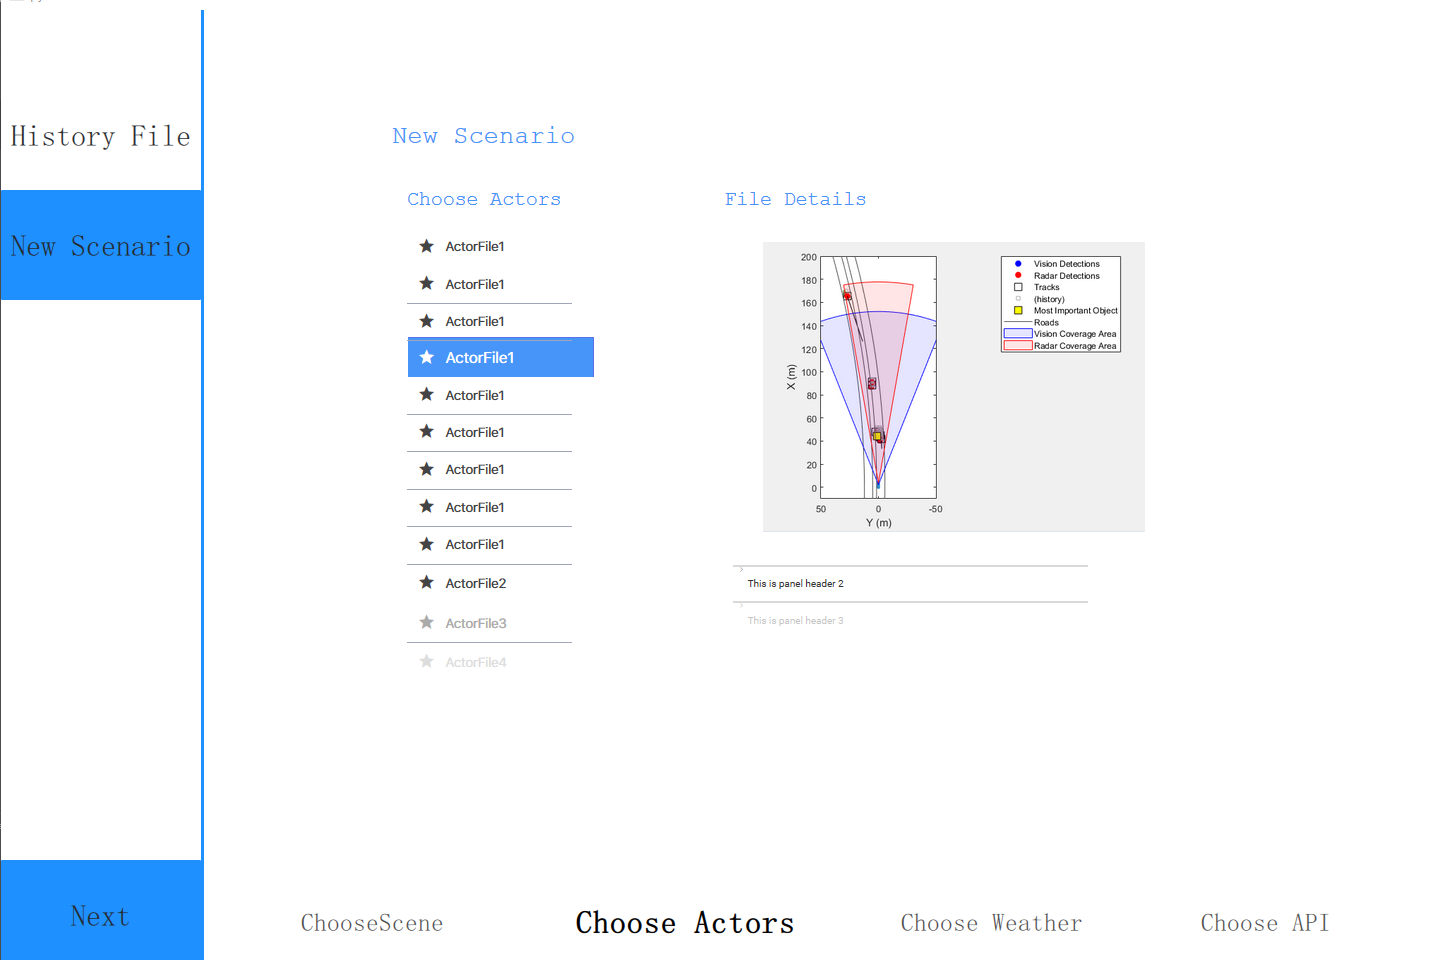 History File
New Scenario
Next
New Scenario
Choose Actors
ActorFile1
ActorFile1
ActorFile1
ActorFile1
ActorFile1
ActorFile1
ActorFile1
ActorFile1
ActorFile1
ActorFile2
ActorFile3
ActorFile4
File Details
200
180
160
140
120
100
80
60
40
20
0
X (m)
50 0 -50
Y (m)
Vision Detections
Radar Detections
Tracks
(history)
Most Important Object
Roads
Vision Coverage Area
Radar Coverage Area
This is panel header 2
This is panel header 3
ChooseScene
Choose Actors
Choose Weather
Choose API